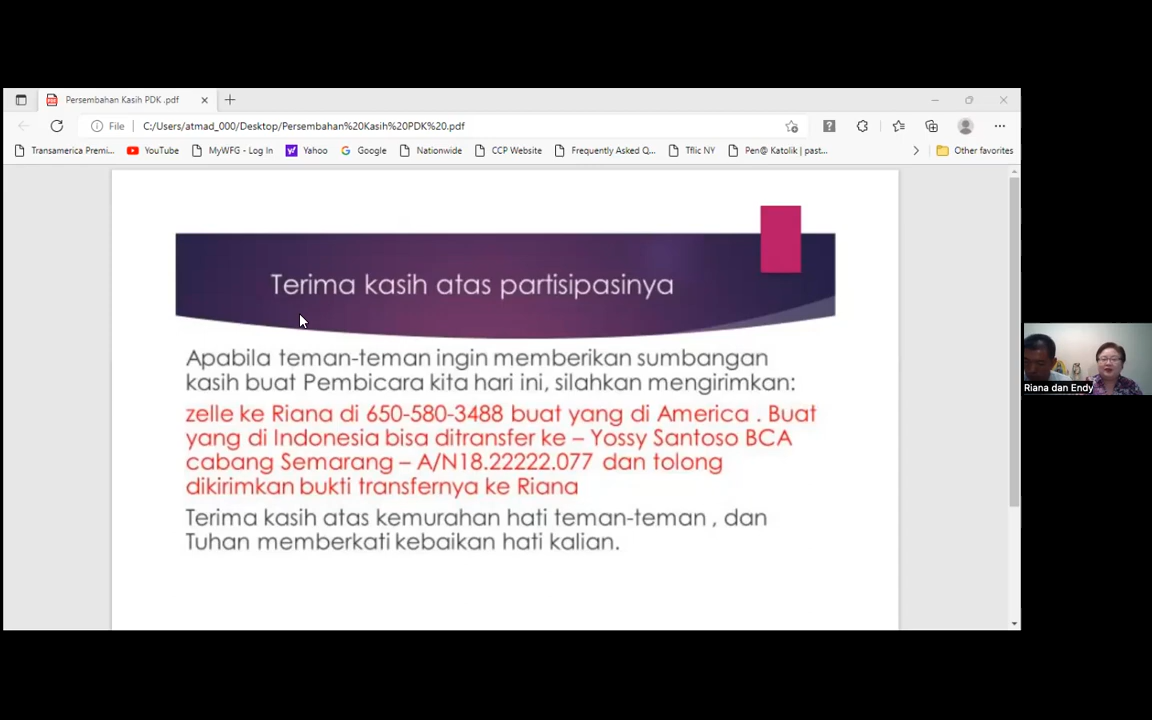 Persembahan Kasih PDK .pdf
File
C:/Users/atmad_000/Desktop/Persembahan%20Kasih%20PDK%20.pdf
Transamerica Premi...
YouTube
MyWFG - Log In
Yahoo
Google
Nationwide
CCP Website
Frequently Asked Q...
Tflic NY
Pen@ Katolik | past...
Other favorites
Terima kasih atas partisipasinya
Apabila teman-teman ingin memberikan sumbangan
kasih buat Pembicara kita hari ini, silahkan mengirimkan:
zelle ke Riana di 650-580-3488 buat yang di America . Buat
yang di Indonesia bisa ditransfer ke – Yossy Santoso BCA
cabang Semarang – A/N18.22222.077 dan tolong
dikirimkan bukti transfernya ke Riana
Terima kasih atas kemurahan hati teman-teman , dan
Tuhan memberkati kebaikan hati kalian.
Riana dan Endy